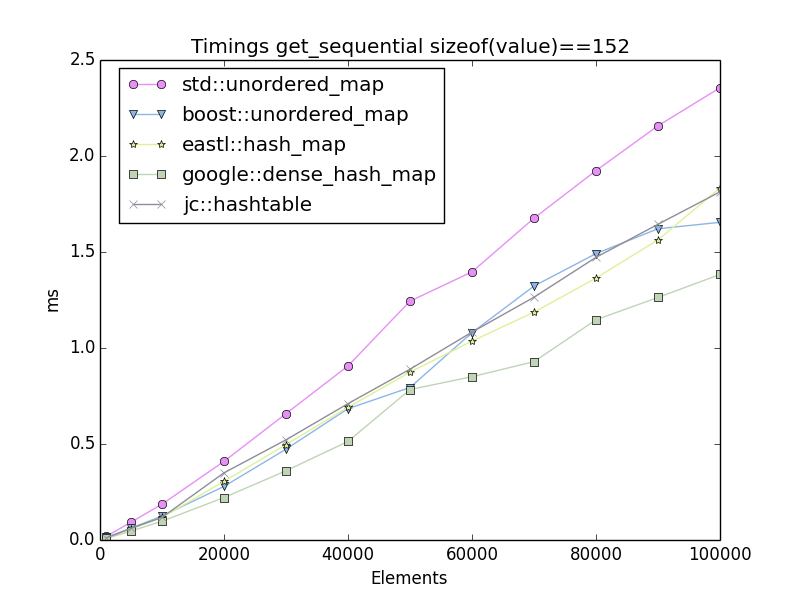 Timings get_sequential sizeof(value)==152
2.5
2.0
1.5
1.0
0.5
0.0
ms
std::unordered_map
boost::unordered_map
eastl::hash_map
google::dense_hash_map
jc::hashtable
0 20000 40000 60000 80000 100000
Elements